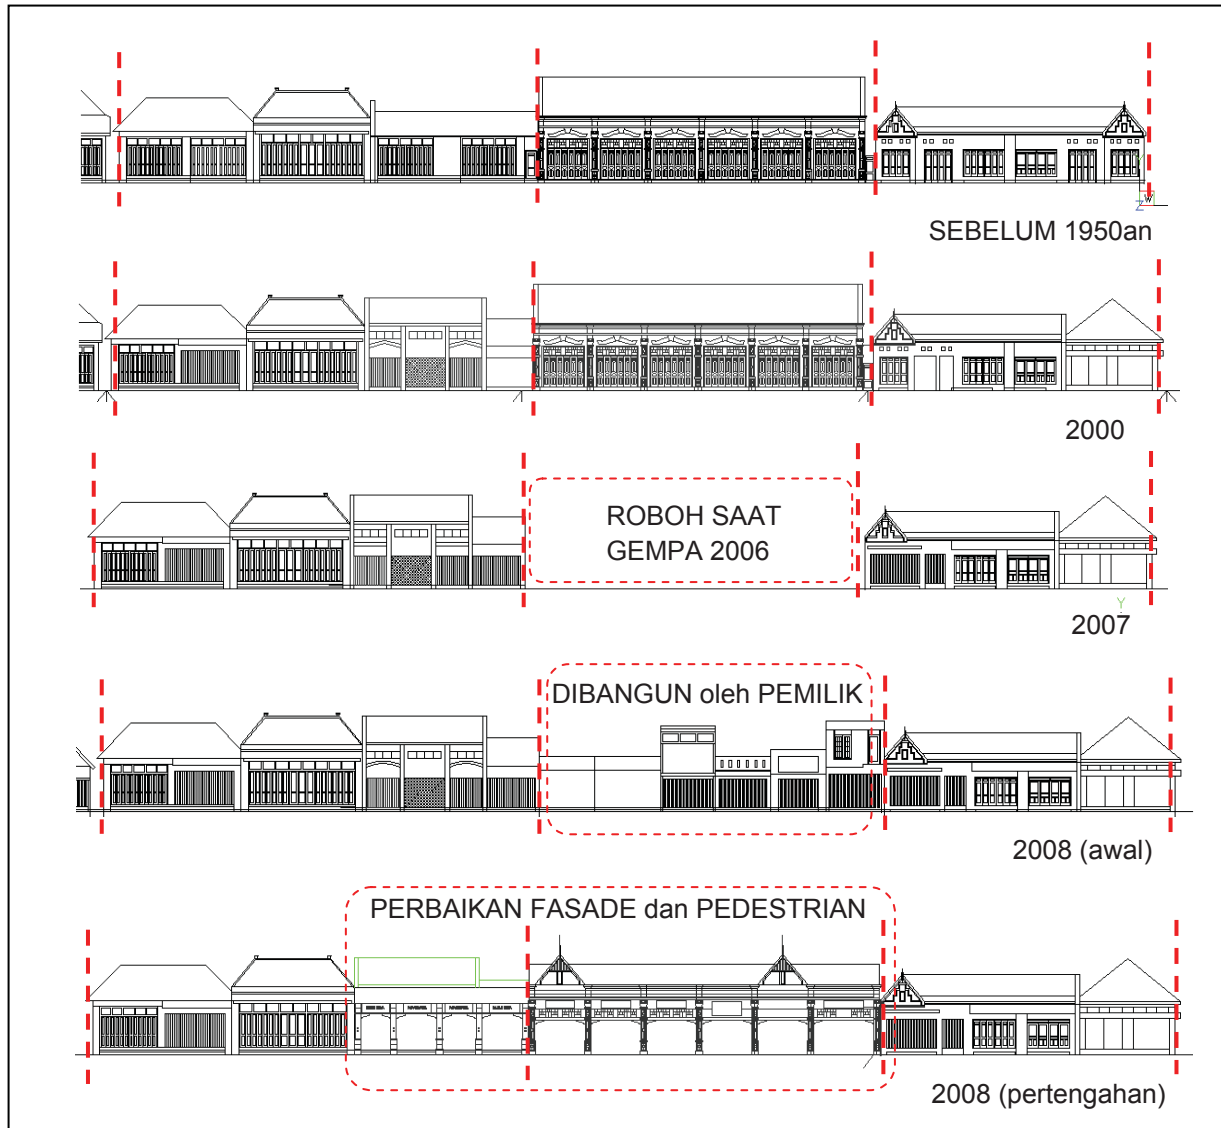 SEBELUM 1950an
2000
ROBOH SAAT
GEMPA 2006
2007
DIBANGUN oleh PEMILIK
2008 (awal)
PERBAIKAN FASADE dan PEDESTRIAN
2008 (pertengahan)